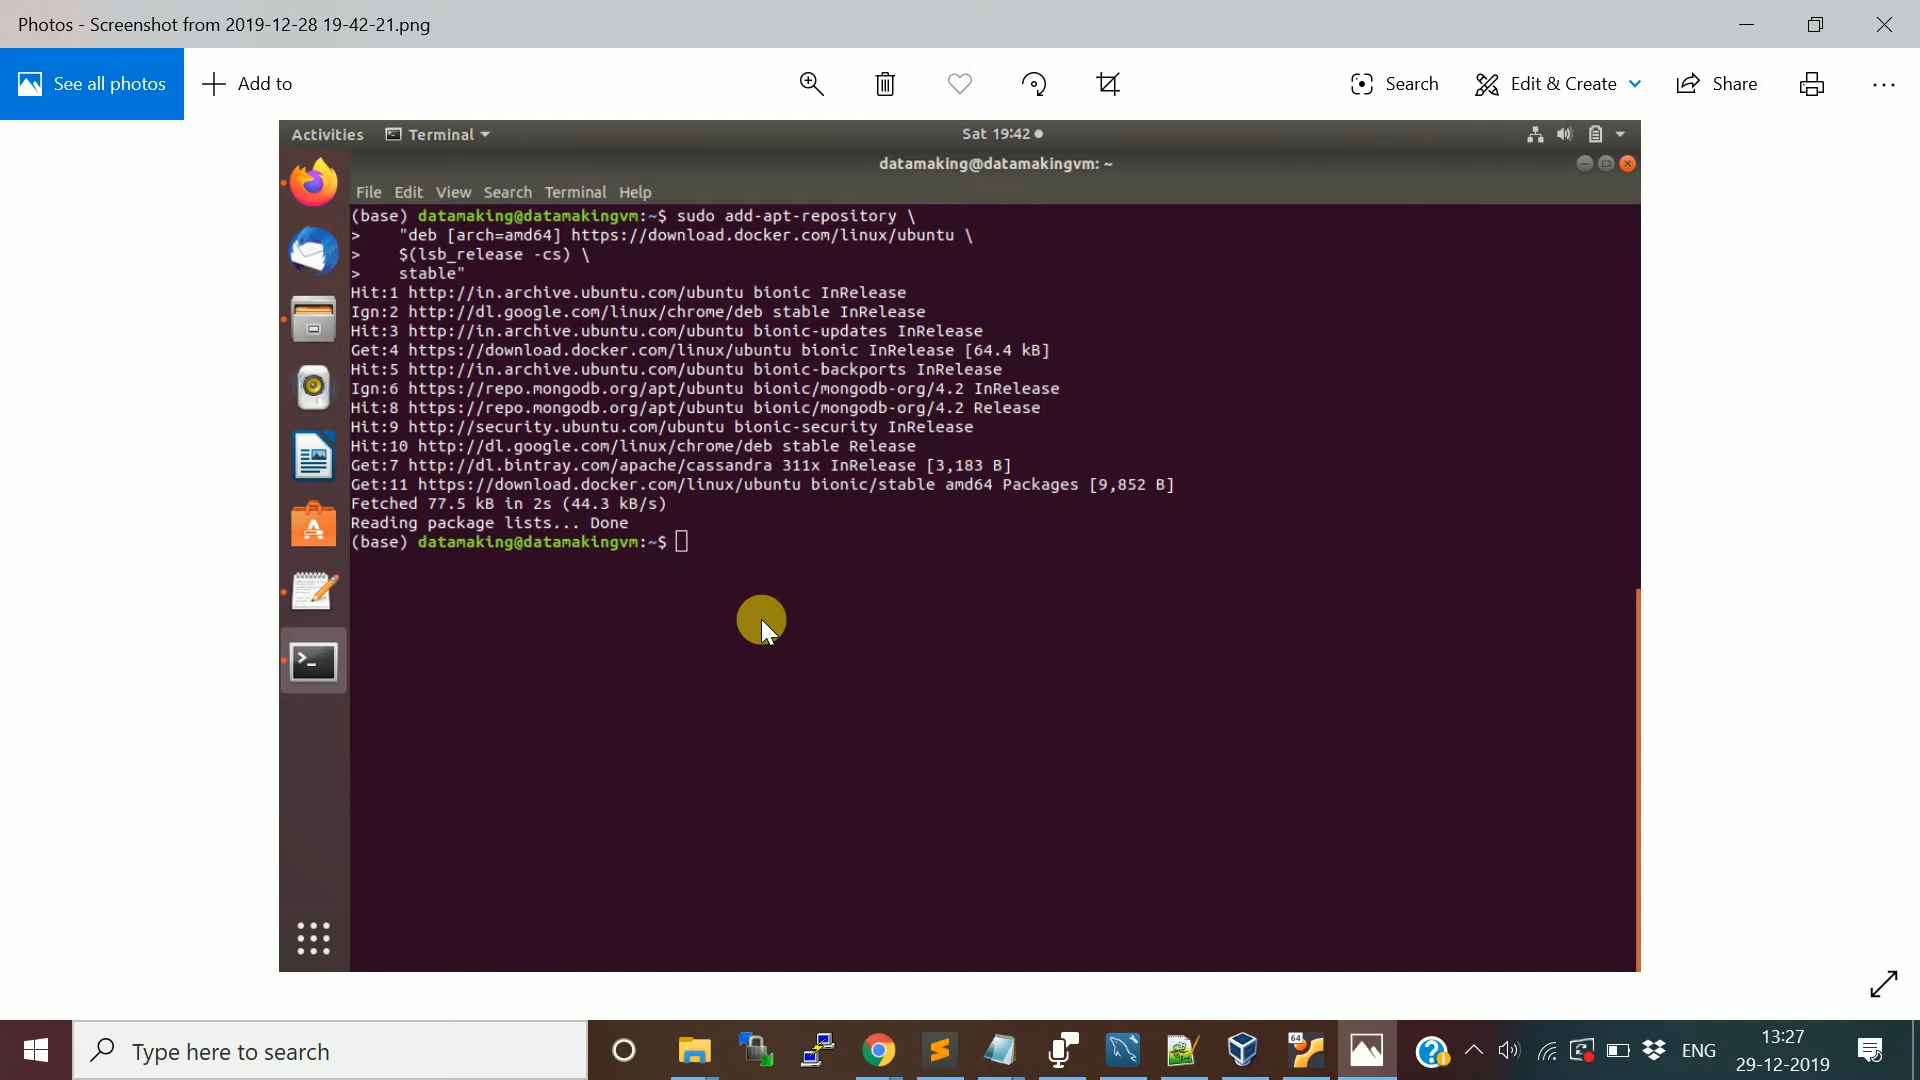 Photos - Screenshot from 2019-12-28 19-42-21.png
See all photos
Add to
Search
Edit & Create
Share
Activities
Terminal
Sat 19:42
datamaking@datamakingvm: ~
File Edit View Search Terminal Help
(base) datamaking@datamakingvm:~$ sudo add-apt-repository \
>    "deb [arch=amd64] https://download.docker.com/linux/ubuntu \
>    $(lsb_release -cs) \
>    stable"
Hit:1 http://in.archive.ubuntu.com/ubuntu bionic InRelease
Ign:2 http://dl.google.com/linux/chrome/deb stable InRelease
Hit:3 http://in.archive.ubuntu.com/ubuntu bionic-updates InRelease
Get:4 https://download.docker.com/linux/ubuntu bionic InRelease [64.4 kB]
Hit:5 http://in.archive.ubuntu.com/ubuntu bionic-backports InRelease
Ign:6 https://repo.mongodb.org/apt/ubuntu bionic/mongodb-org/4.2 InRelease
Hit:8 https://repo.mongodb.org/apt/ubuntu bionic/mongodb-org/4.2 Release
Hit:9 http://security.ubuntu.com/ubuntu bionic-security InRelease
Hit:10 http://dl.google.com/linux/chrome/deb stable Release
Get:7 http://dl.bintray.com/apache/cassandra 311x InRelease [3,183 B]
Get:11 https://download.docker.com/linux/ubuntu bionic/stable amd64 Packages [9,852 B]
Fetched 77.5 kB in 2s (44.3 kB/s)
Reading package lists... Done
(base) datamaking@datamakingvm:~$
Type here to search
64
ENG
13:27
29-12-2019